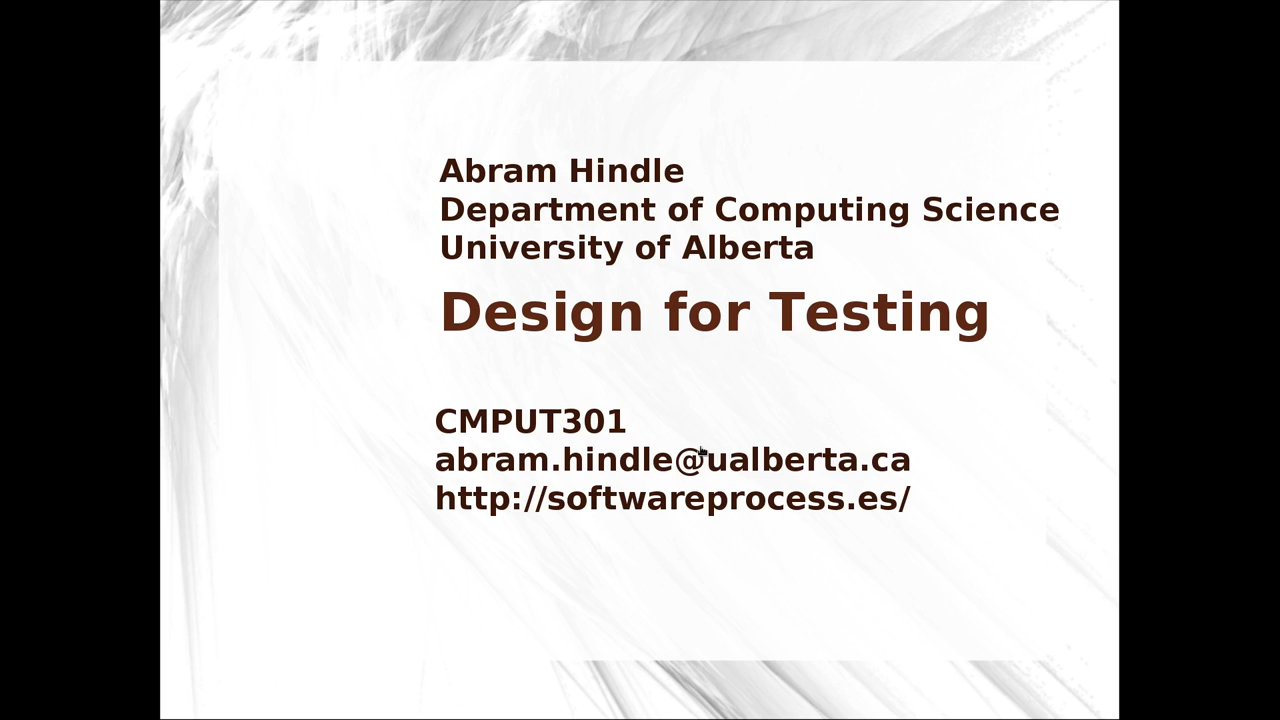 Abram Hindle
Department of Computing Science
University of Alberta
Design for Testing
CMPUT301
abram.hindle@ualberta.ca
http://softwareprocess.es/